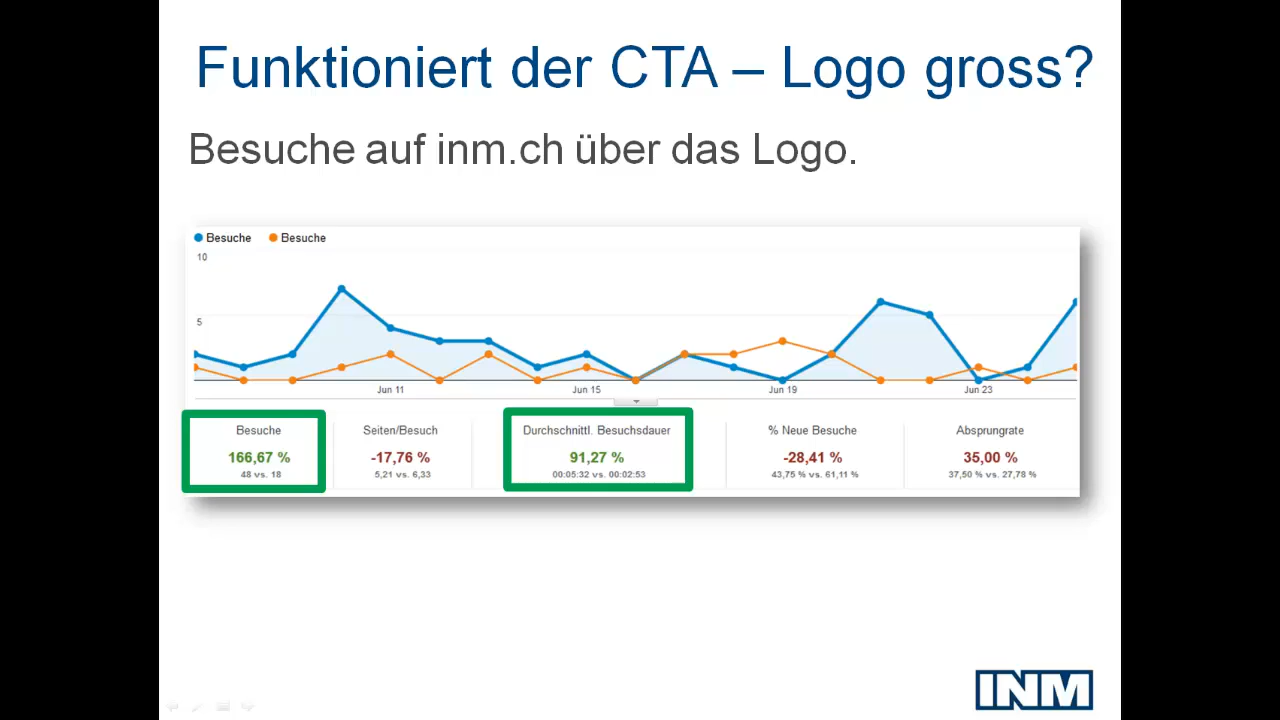 Funktioniert der CTA – Logo gross?
Besuche auf inm.ch über das Logo.
Besuche Besuche
10
5
Jun 11 Jun 15 Jun 19 Jun 23
Besuche Seiten/Besuch Durchschnittl. Besuchsdauer % Neue Besuche Absprungrate
166,67 % -17,76 % 91,27 % -28,41 % 35,00 %
48 vs. 18 5,21 vs. 6,33 00:05:32 vs. 00:02:53 43,75 % vs. 61,11 % 37,50 % vs. 27,78 %
INM